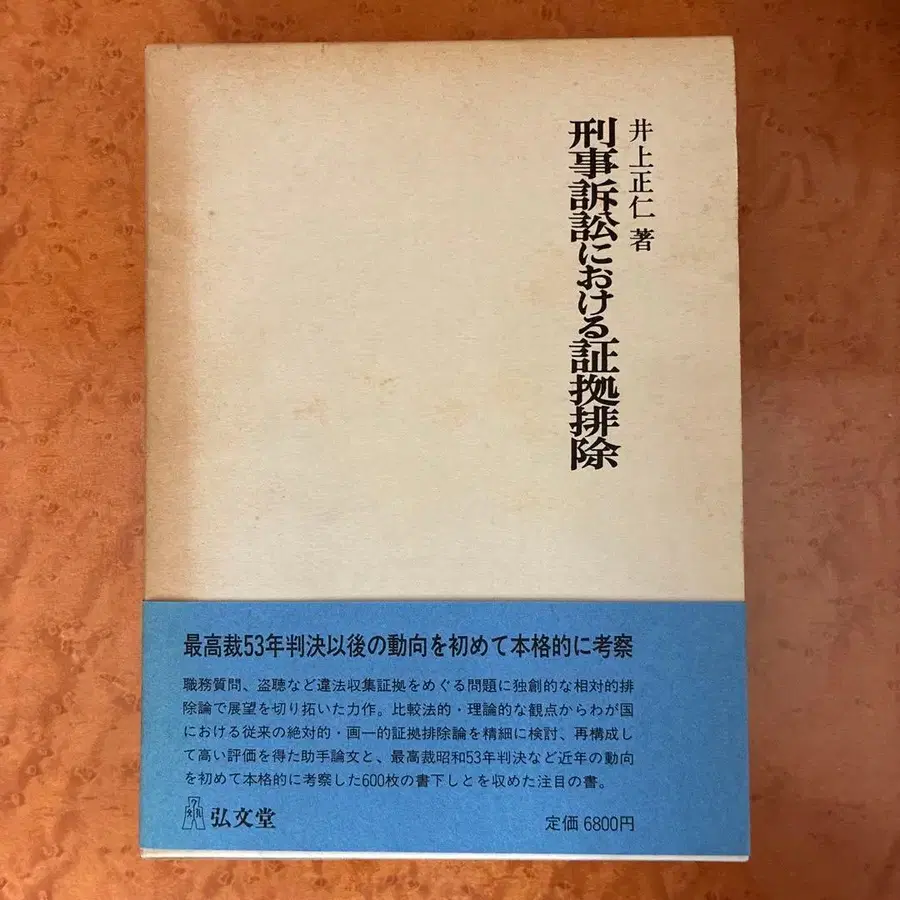 井上正仁 著
刑事訴訟における証拠排除
最高裁53年判決以後の動向を初めて本格的に考察
職務質問、盗聴など違法収集証拠をめぐる問題に独創的な相対的排
除論で展望を切り拓いた力作。比較法的・理論的な観点からわが国
における従来の絶対的・画一的証拠排除論を精細に検討、再構成し
て高い評価を得た助手論文と、最高裁昭和53年判決など近年の動向
を初めて本格的に考察した600枚の書下しとを収めた注目の書。
弘文堂
定価 6800円